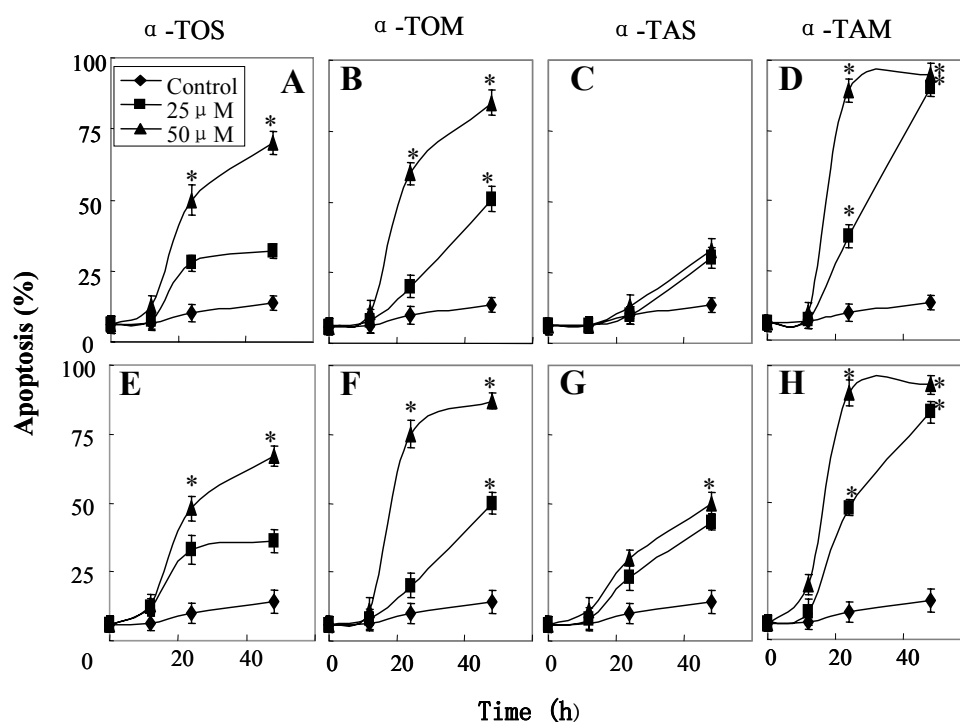 α -TOS
α -TOM
α -TAS
α -TAM
100
75
50
25
0
Control
25 μ M
50 μ M
A
*
*
B
*
*
*
C
D
*
*
*
*
100
75
50
25
0
E
*
*
F
*
*
*
G
*
H
*
*
*
*
20
40
0
20
40
0
20
40
0
20
40
Apoptosis (%)
Time (h)